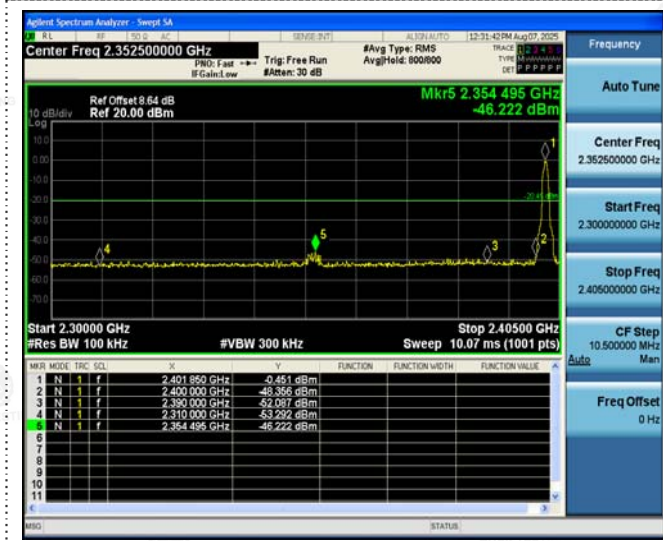 Agilent Spectrum Analyzer - Swept SA
RL RF 50 Ω AC SENSE:INT ALIGN AUTO 12:31:42 PM Aug 07, 2025
Center Freq 2.352500000 GHz #Avg Type: RMS TRACE 1 2 3 4 5 6
PNO: Fast Trig: Free Run Avg|Hold: 800/800 TYPE M
IFGain:Low #Atten: 30 dB DET P P P P P P
Mkr5 2.354 495 GHz
Ref Offset 8.64 dB
10 dB/div Ref 20.00 dBm -46.222 dBm
Log
10.0
0.00
-10.0
-20.0
-30.0
-40.0
-50.0
-60.0
-70.0
1
2
3
4
5
Start 2.30000 GHz Stop 2.40500 GHz
#Res BW 100 kHz #VBW 300 kHz Sweep 10.07 ms (1001 pts)
MKR MODE TRC SCL X Y FUNCTION FUNCTION WIDTH FUNCTION VALUE
1 N 1 f 2.401 850 GHz -0.451 dBm
2 N 1 f 2.400 000 GHz -48.356 dBm
3 N 1 f 2.390 000 GHz -52.087 dBm
4 N 1 f 2.310 000 GHz -53.292 dBm
5 N 1 f 2.354 495 GHz -46.222 dBm
6
7
8
9
10
11
MSG STATUS
Frequency
Auto Tune
Center Freq
2.352500000 GHz
Start Freq
2.300000000 GHz
Stop Freq
2.405000000 GHz
CF Step
10.500000 MHz
Auto Man
Freq Offset
0 Hz